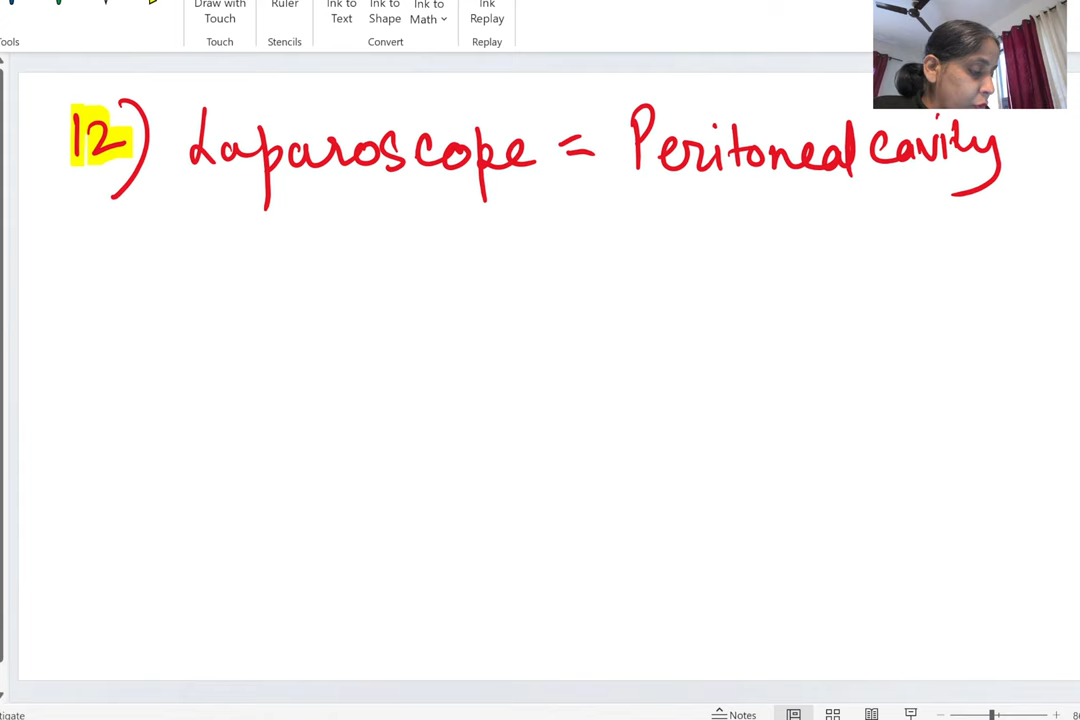 Draw with Touch
Ruler
Ink to Text
Ink to Shape
Ink to Math
Ink Replay
Touch
Stencils
Convert
Replay
12) Laparoscope = Peritoneal cavity
Notes